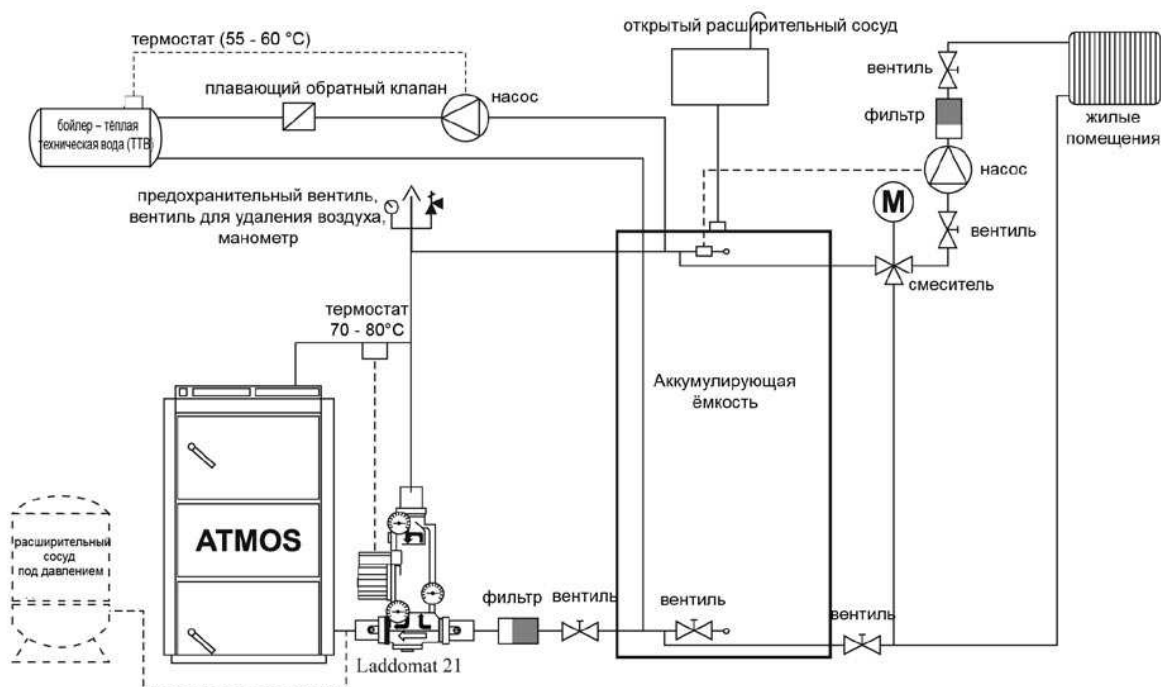 открытый расширительный сосуд
термостат (55 - 60 °C)
вентиль
плавающий обратный клапан
насос
фильтр
жилые
помещения
бойлер – тёплая
техническая вода (ТТВ)
насос
предохранительный вентиль,
вентиль для удаления воздуха,
манометр
M
вентиль
смеситель
термостат
70 - 80°C
Аккумулирующая
ёмкость
ATMOS
расширительный
сосуд
под давлением
фильтр
вентиль
вентиль
вентиль
Laddomat 21